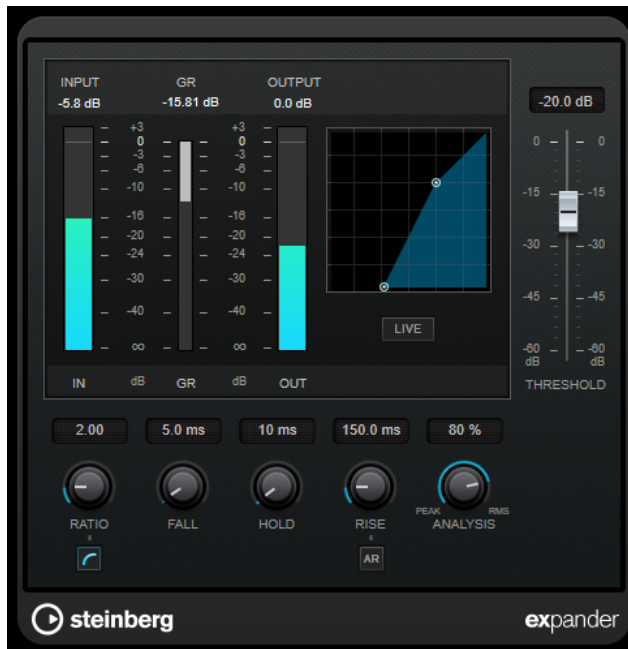 INPUT GR OUTPUT
-5.8 dB -15.81 dB 0.0 dB
-20.0 dB
+3 +3
0 0
-3 -3
-6 -6
-10 -10
-16 -16
-20 -20
-24 -24
-30 -30
-40 -40
∞ ∞
IN dB GR dB OUT
LIVE
0 0
-15 -15
-30 -30
-45 -45
-60 -60
dB dB
THRESHOLD
2.00 5.0 ms 10 ms 150.0 ms 80 %
PEAK RMS
RATIO FALL HOLD RISE ANALYSIS
AR
steinberg expander